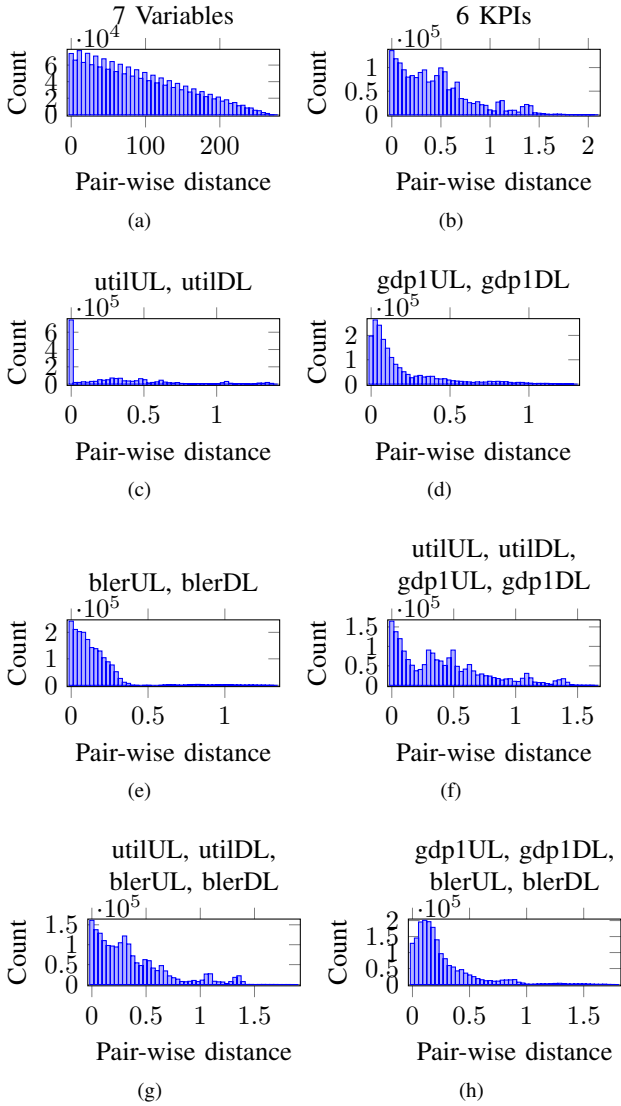 7 Variables
·10^4
Count
6
4
2
0
0 100 200
Pair-wise distance
(a)
6 KPIs
·10^5
Count
1
0.5
0
0 0.5 1 1.5 2
Pair-wise distance
(b)
utilUL, utilDL
·10^5
Count
6
4
2
0
0 0.5 1
Pair-wise distance
(c)
gdp1UL, gdp1DL
·10^5
Count
2
1
0
0 0.5 1
Pair-wise distance
(d)
blerUL, blerDL
·10^5
Count
2
1
0
0 0.5 1
Pair-wise distance
(e)
utilUL, utilDL,
gdp1UL, gdp1DL
·10^5
Count
1.5
1
0.5
0
0 0.5 1 1.5
Pair-wise distance
(f)
utilUL, utilDL,
blerUL, blerDL
·10^5
Count
1.5
1
0.5
0
0 0.5 1 1.5
Pair-wise distance
(g)
gdp1UL, gdp1DL,
blerUL, blerDL
·10^5
Count
2
1.5
1
0.5
0
0 0.5 1 1.5
Pair-wise distance
(h)